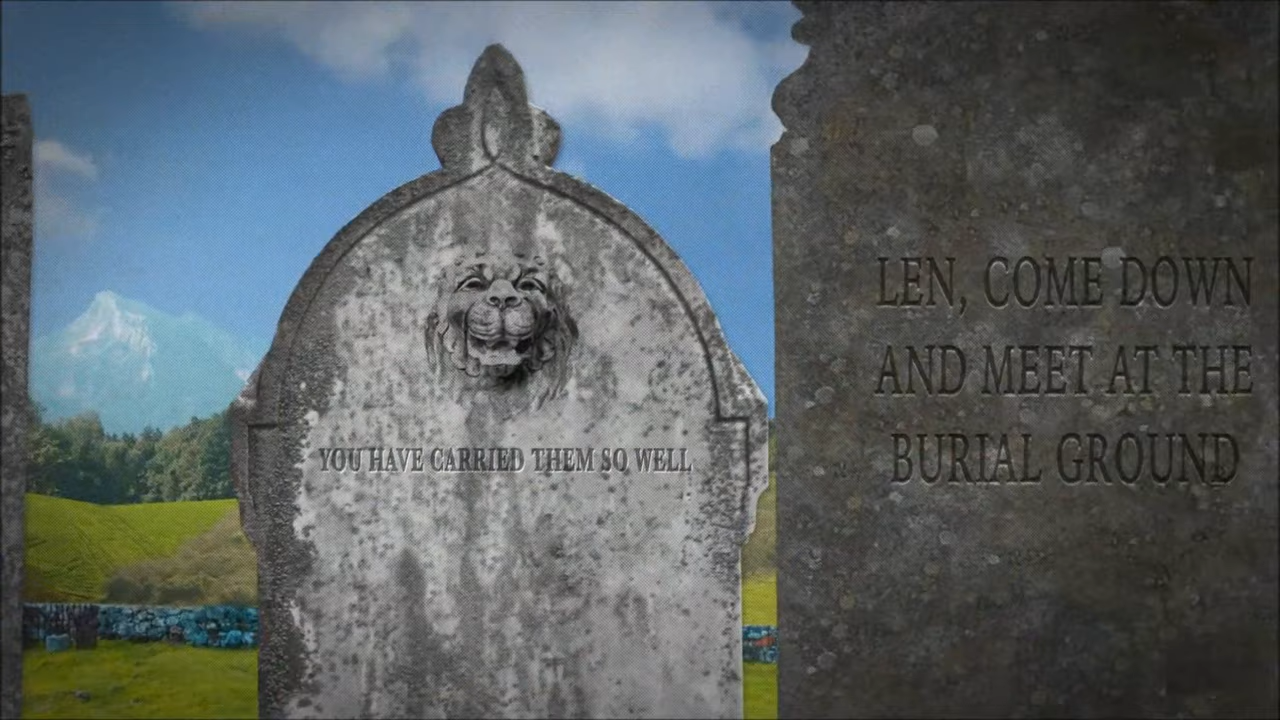 YOU HAVE CARRIED THEM SO WELL
LEN, COME DOWN
AND MEET AT THE
BURIAL GROUND